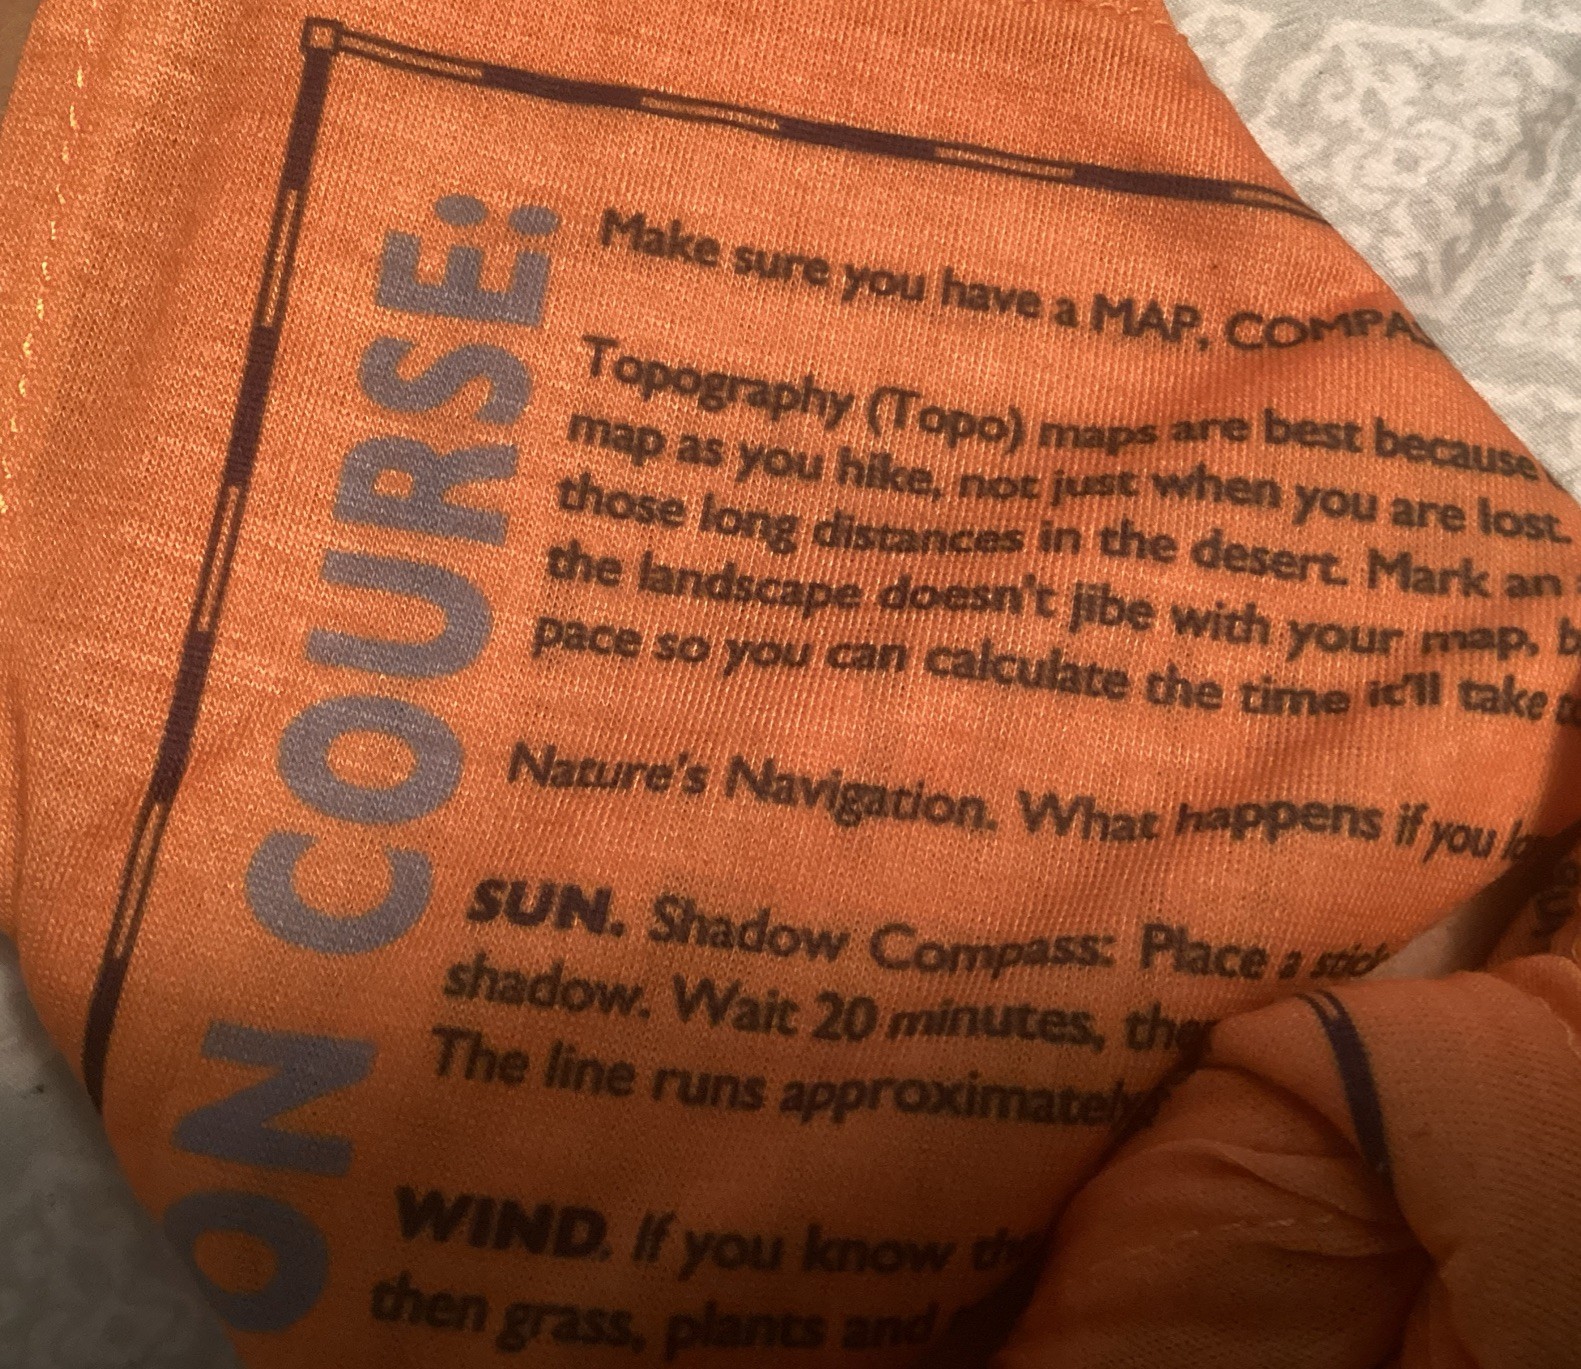 ON COURSE:
Make sure you have a MAP, COMPA
Topography (Topo) maps are best because
map as you hike, not just when you are lost.
those long distances in the desert. Mark an
the landscape doesn't jibe with your map, b
pace so you can calculate the time it'll take
Nature's Navigation. What happens if you
SUN. Shadow Compass: Place a stick
shadow. Wait 20 minutes, the
The line runs approximately
WIND. If you know th
then grass, plants and